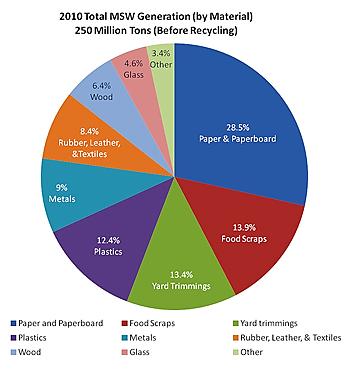 2010 Total MSW Generation (by Material)
250 Million Tons (Before Recycling)
3.4%
Other
4.6%
Glass
6.4%
Wood
28.5%
Paper & Paperboard
8.4%
Rubber, Leather,
&Textiles
9%
Metals
13.9%
Food Scraps
12.4%
Plastics
13.4%
Yard Trimmings
Paper and Paperboard
Food Scraps
Yard trimmings
Plastics
Metals
Rubber, Leather, & Textiles
Wood
Glass
Other